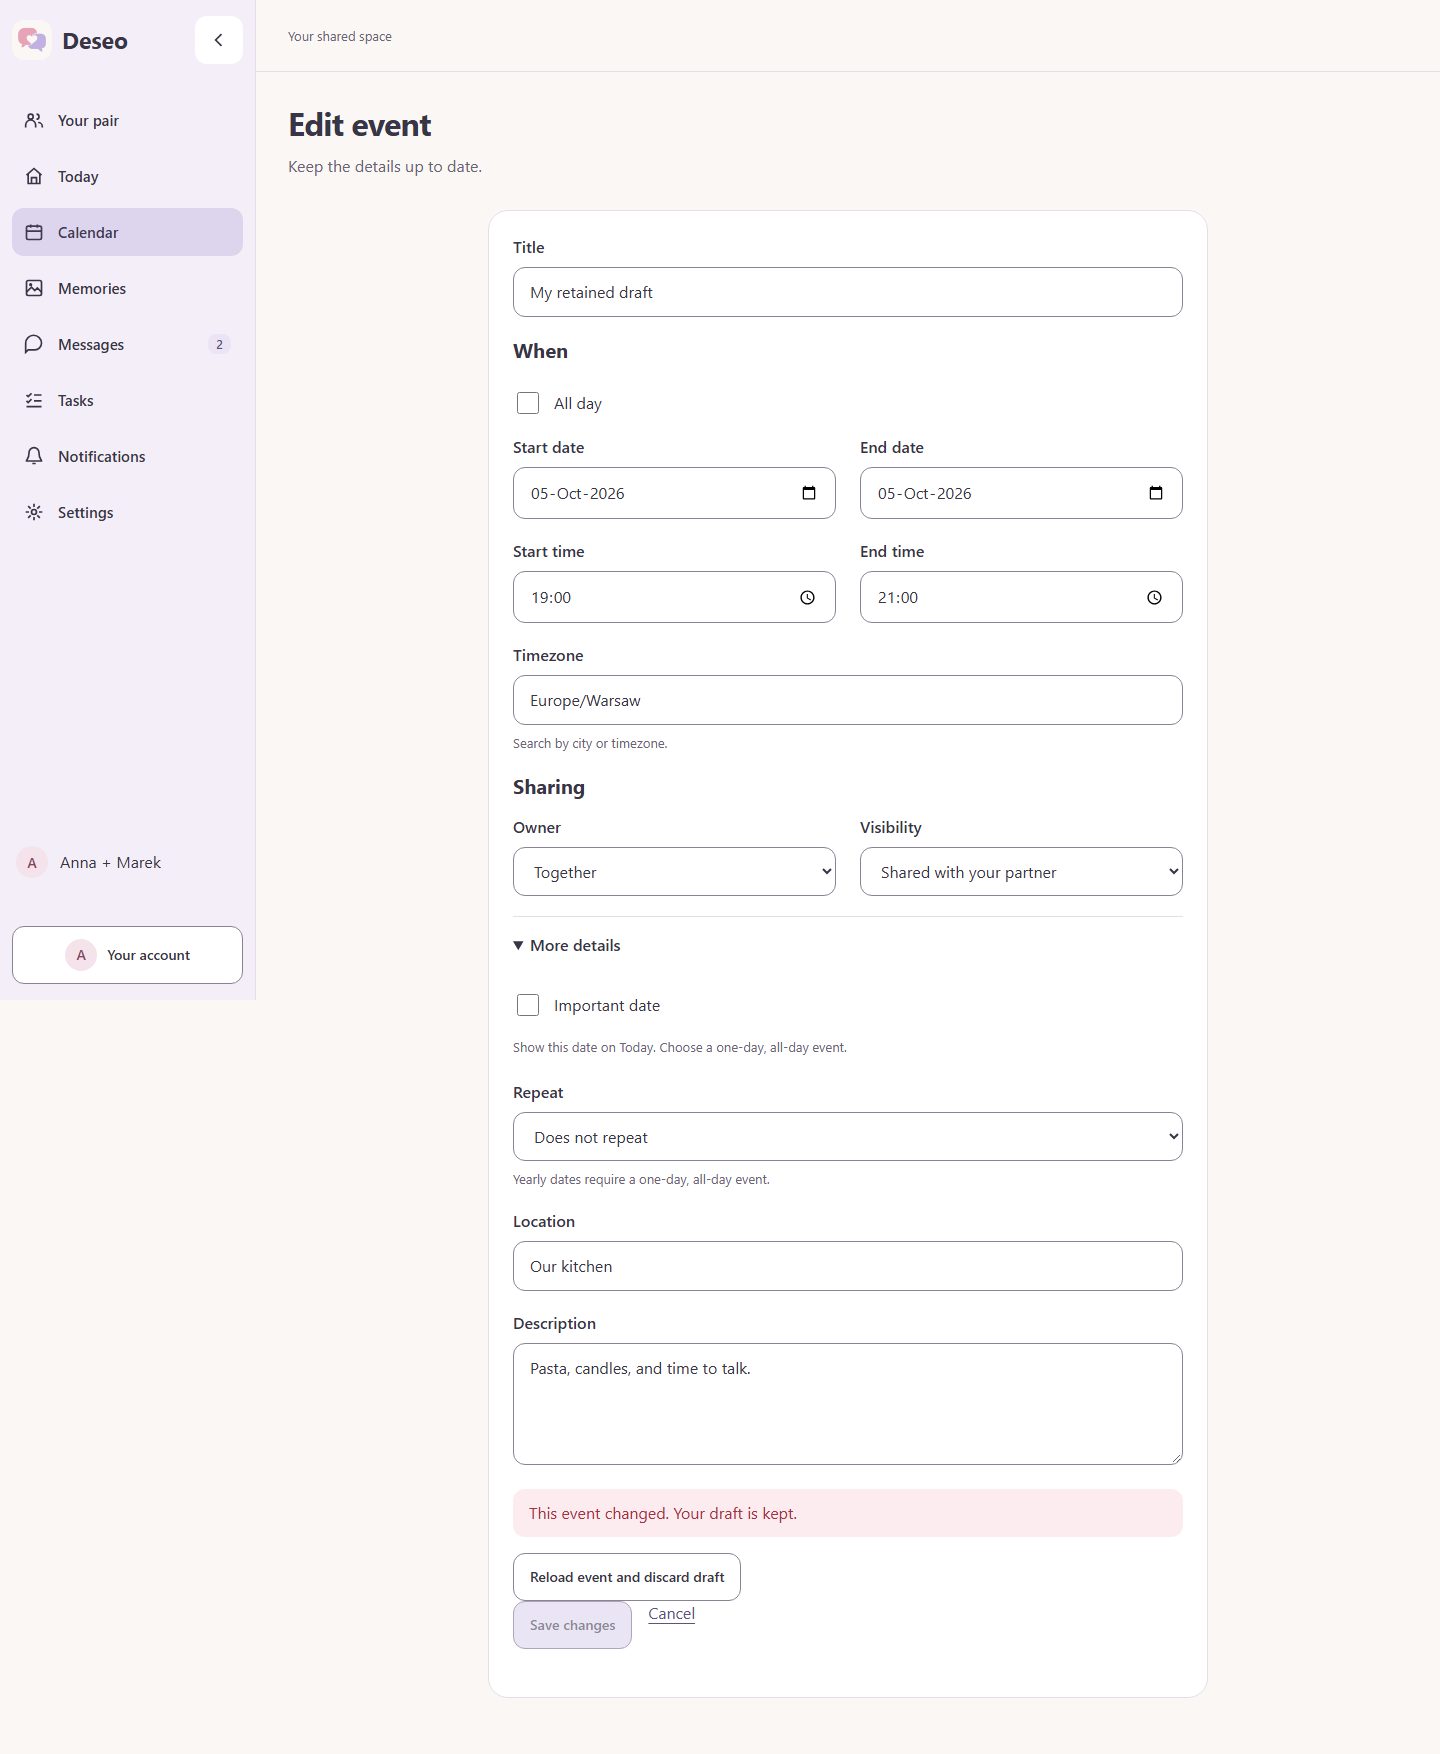 Deseo
Your pair
Today
Calendar
Memories
Messages 2
Tasks
Notifications
Settings
A Anna + Marek
A Your account
Your shared space
Edit event
Keep the details up to date.
Title
My retained draft
When
All day
Start date End date
05-Oct-2026 05-Oct-2026
Start time End time
19:00 21:00
Timezone
Europe/Warsaw
Search by city or timezone.
Sharing
Owner Visibility
Together Shared with your partner
More details
Important date
Show this date on Today. Choose a one-day, all-day event.
Repeat
Does not repeat
Yearly dates require a one-day, all-day event.
Location
Our kitchen
Description
Pasta, candles, and time to talk.
This event changed. Your draft is kept.
Reload event and discard draft
Save changes Cancel